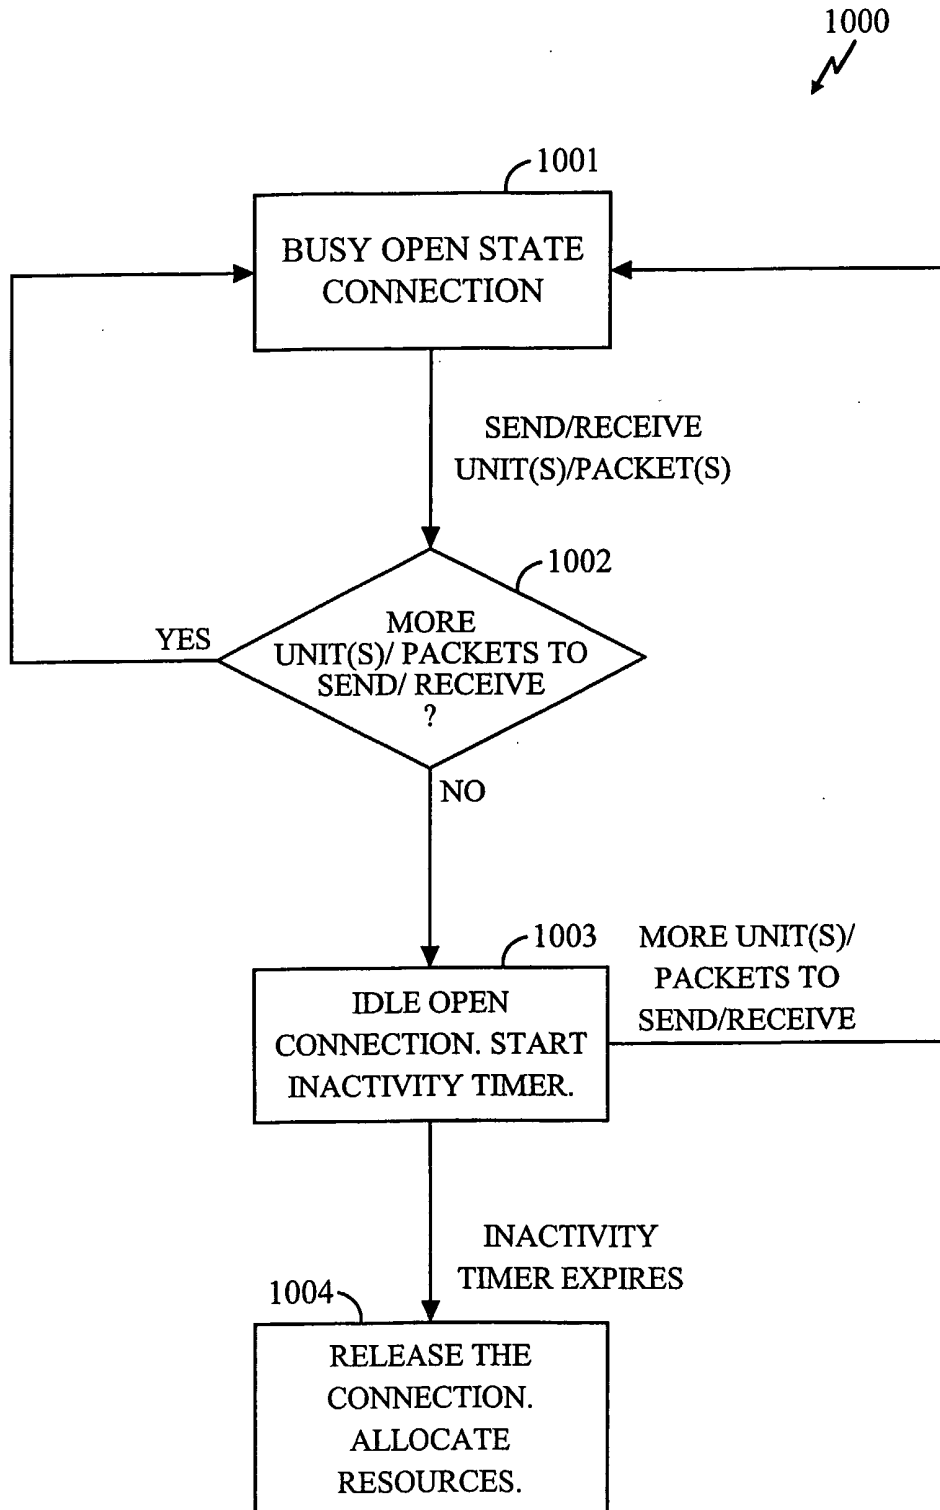 1000
1001
BUSY OPEN STATE
CONNECTION
SEND/RECEIVE
UNIT(S)/PACKET(S)
1002
YES
MORE
UNIT(S)/ PACKETS TO
SEND/ RECEIVE
?
NO
1003
MORE UNIT(S)/
PACKETS TO
SEND/RECEIVE
IDLE OPEN
CONNECTION. START
INACTIVITY TIMER.
INACTIVITY
TIMER EXPIRES
1004
RELEASE THE
CONNECTION.
ALLOCATE
RESOURCES.